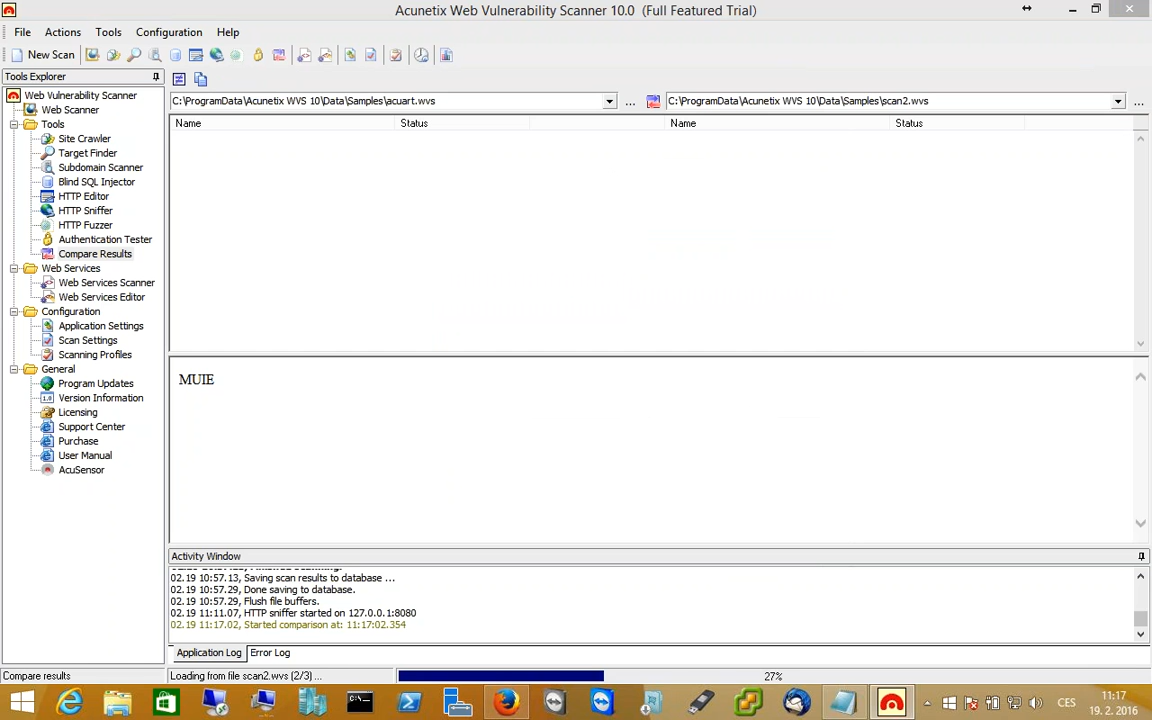 Acunetix Web Vulnerability Scanner 10.0 (Full Featured Trial)
File Actions Tools Configuration Help
New Scan
Tools Explorer
Web Vulnerability Scanner
Web Scanner
Tools
Site Crawler
Target Finder
Subdomain Scanner
Blind SQL Injector
HTTP Editor
HTTP Sniffer
HTTP Fuzzer
Authentication Tester
Compare Results
Web Services
Web Services Scanner
Web Services Editor
Configuration
Application Settings
Scan Settings
Scanning Profiles
General
Program Updates
1.0 Version Information
Licensing
Support Center
Purchase
User Manual
AcuSensor
C:\ProgramData\Acunetix WVS 10\Data\Samples\acuart.wvs ... C:\ProgramData\Acunetix WVS 10\Data\Samples\scan2.wvs ...
Name Status Name Status
MUIE
Activity Window
02.19 10:57.13, Saving scan results to database ...
02.19 10:57.29, Done saving to database.
02.19 10:57.29, Flush file buffers.
02.19 11:11.07, HTTP sniffer started on 127.0.0.1:8080
02.19 11:17.02, Started comparison at: 11:17:02.354
Application Log Error Log
Compare results Loading from file scan2.wvs (2/3) ... 27%
C:\ CES 11:17
19. 2. 2016